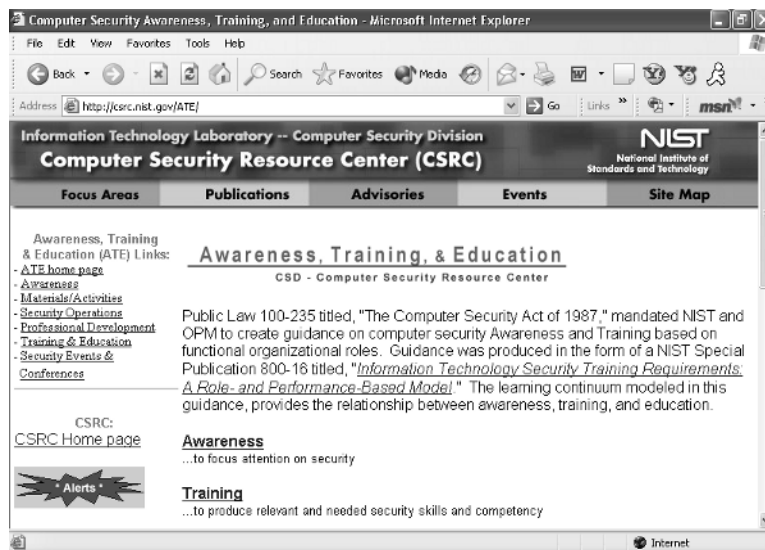 Computer Security Awareness, Training, and Education - Microsoft Internet Explorer
File Edit View Favorites Tools Help
Back Search Favorites Media
Address http://csrc.nist.gov/ATE/ Go Links » msn
Information Technology Laboratory -- Computer Security Division
Computer Security Resource Center (CSRC)
NIST
National Institute of
Standards and Technology
Focus Areas Publications Advisories Events Site Map
Awareness, Training
& Education (ATE) Links:
- ATE home page
- Awareness
- Materials/Activities
- Security Operations
- Professional Development
- Training & Education
- Security Events &
Conferences
CSRC:
CSRC Home page
* Alerts *
Awareness, Training, & Education
CSD - Computer Security Resource Center
Public Law 100-235 titled, "The Computer Security Act of 1987," mandated NIST and
OPM to create guidance on computer security Awareness and Training based on
functional organizational roles. Guidance was produced in the form of a NIST Special
Publication 800-16 titled, "Information Technology Security Training Requirements:
A Role- and Performance-Based Model." The learning continuum modeled in this
guidance, provides the relationship between awareness, training, and education.
Awareness
...to focus attention on security
Training
...to produce relevant and needed security skills and competency
Internet